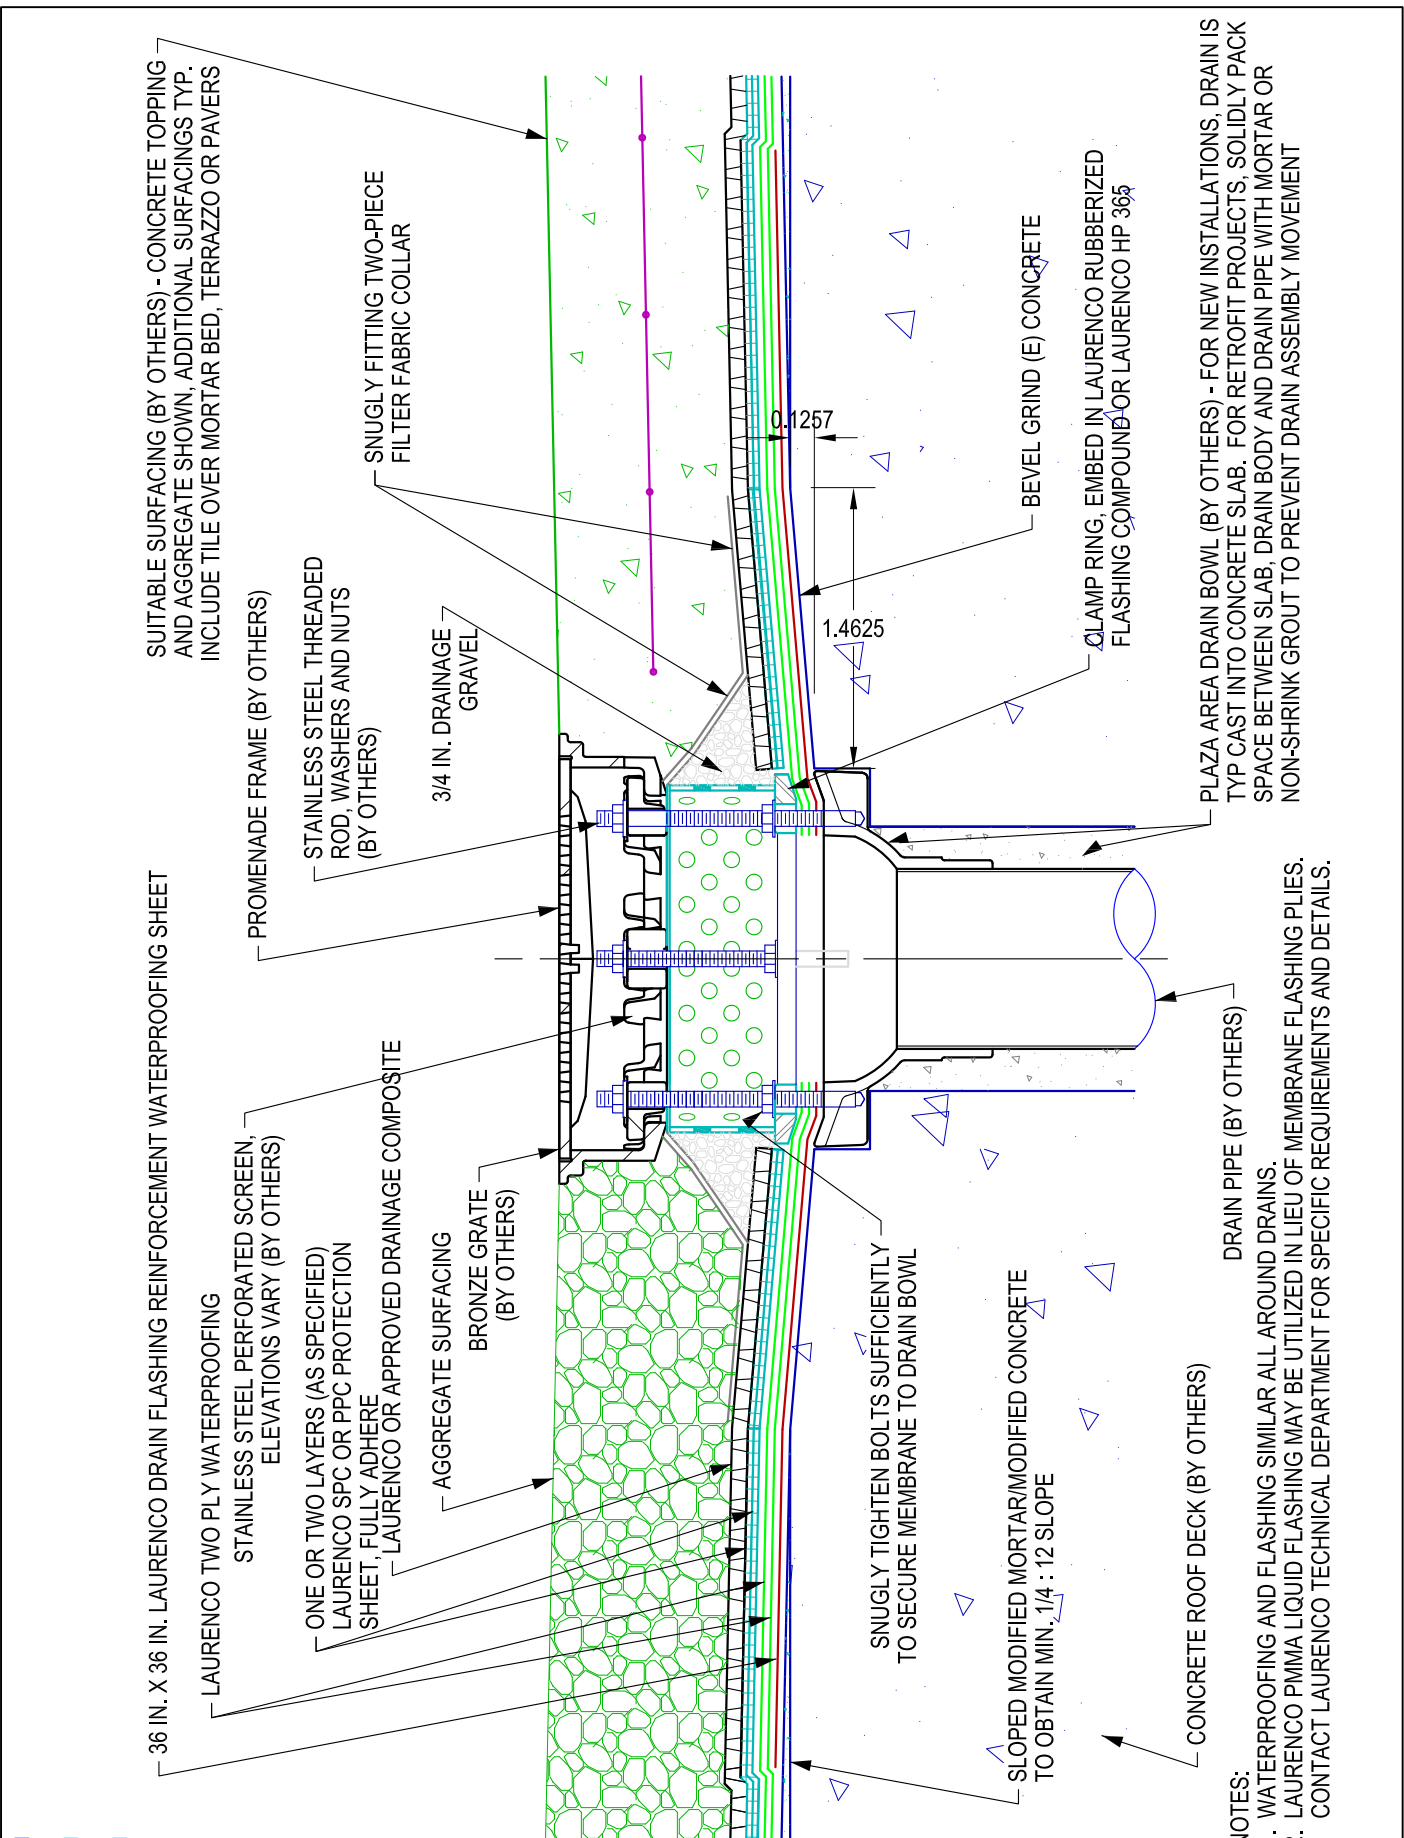 36 IN. X 36 IN. LAURENCO DRAIN FLASHING REINFORCEMENT WATERPROOFING SHEET
LAURENCO TWO PLY WATERPROOFING
STAINLESS STEEL PERFORATED SCREEN,
ELEVATIONS VARY (BY OTHERS)
ONE OR TWO LAYERS (AS SPECIFIED)
LAURENCO SPC OR PPC PROTECTION
SHEET, FULLY ADHERE
LAURENCO OR APPROVED DRAINAGE COMPOSITE
AGGREGATE SURFACING
BRONZE GRATE
(BY OTHERS)
PROMENADE FRAME (BY OTHERS)
STAINLESS STEEL THREADED
ROD, WASHERS AND NUTS
(BY OTHERS)
3/4 IN. DRAINAGE
GRAVEL
SUITABLE SURFACING (BY OTHERS) - CONCRETE TOPPING
AND AGGREGATE SHOWN, ADDITIONAL SURFACINGS TYP.
INCLUDE TILE OVER MORTAR BED, TERRAZZO OR PAVERS
SNUGLY FITTING TWO-PIECE
FILTER FABRIC COLLAR
0.1257
1.4625
BEVEL GRIND (E) CONCRETE
CLAMP RING, EMBED IN LAURENCO RUBBERIZED
FLASHING COMPOUND OR LAURENCO HP 365
PLAZA AREA DRAIN BOWL (BY OTHERS) - FOR NEW INSTALLATIONS, DRAIN IS
TYP CAST INTO CONCRETE SLAB. FOR RETROFIT PROJECTS, SOLIDLY PACK
SPACE BETWEEN SLAB, DRAIN BODY AND DRAIN PIPE WITH MORTAR OR
NON-SHRINK GROUT TO PREVENT DRAIN ASSEMBLY MOVEMENT
SNUGLY TIGHTEN BOLTS SUFFICIENTLY
TO SECURE MEMBRANE TO DRAIN BOWL
SLOPED MODIFIED MORTAR/MODIFIED CONCRETE
TO OBTAIN MIN. 1/4 : 12 SLOPE
CONCRETE ROOF DECK (BY OTHERS)
DRAIN PIPE (BY OTHERS)
NOTES:
WATERPROOFING AND FLASHING SIMILAR ALL AROUND DRAINS.
LAURENCO PMMA LIQUID FLASHING MAY BE UTILIZED IN LIEU OF MEMBRANE FLASHING PLIES.
CONTACT LAURENCO TECHNICAL DEPARTMENT FOR SPECIFIC REQUIREMENTS AND DETAILS.